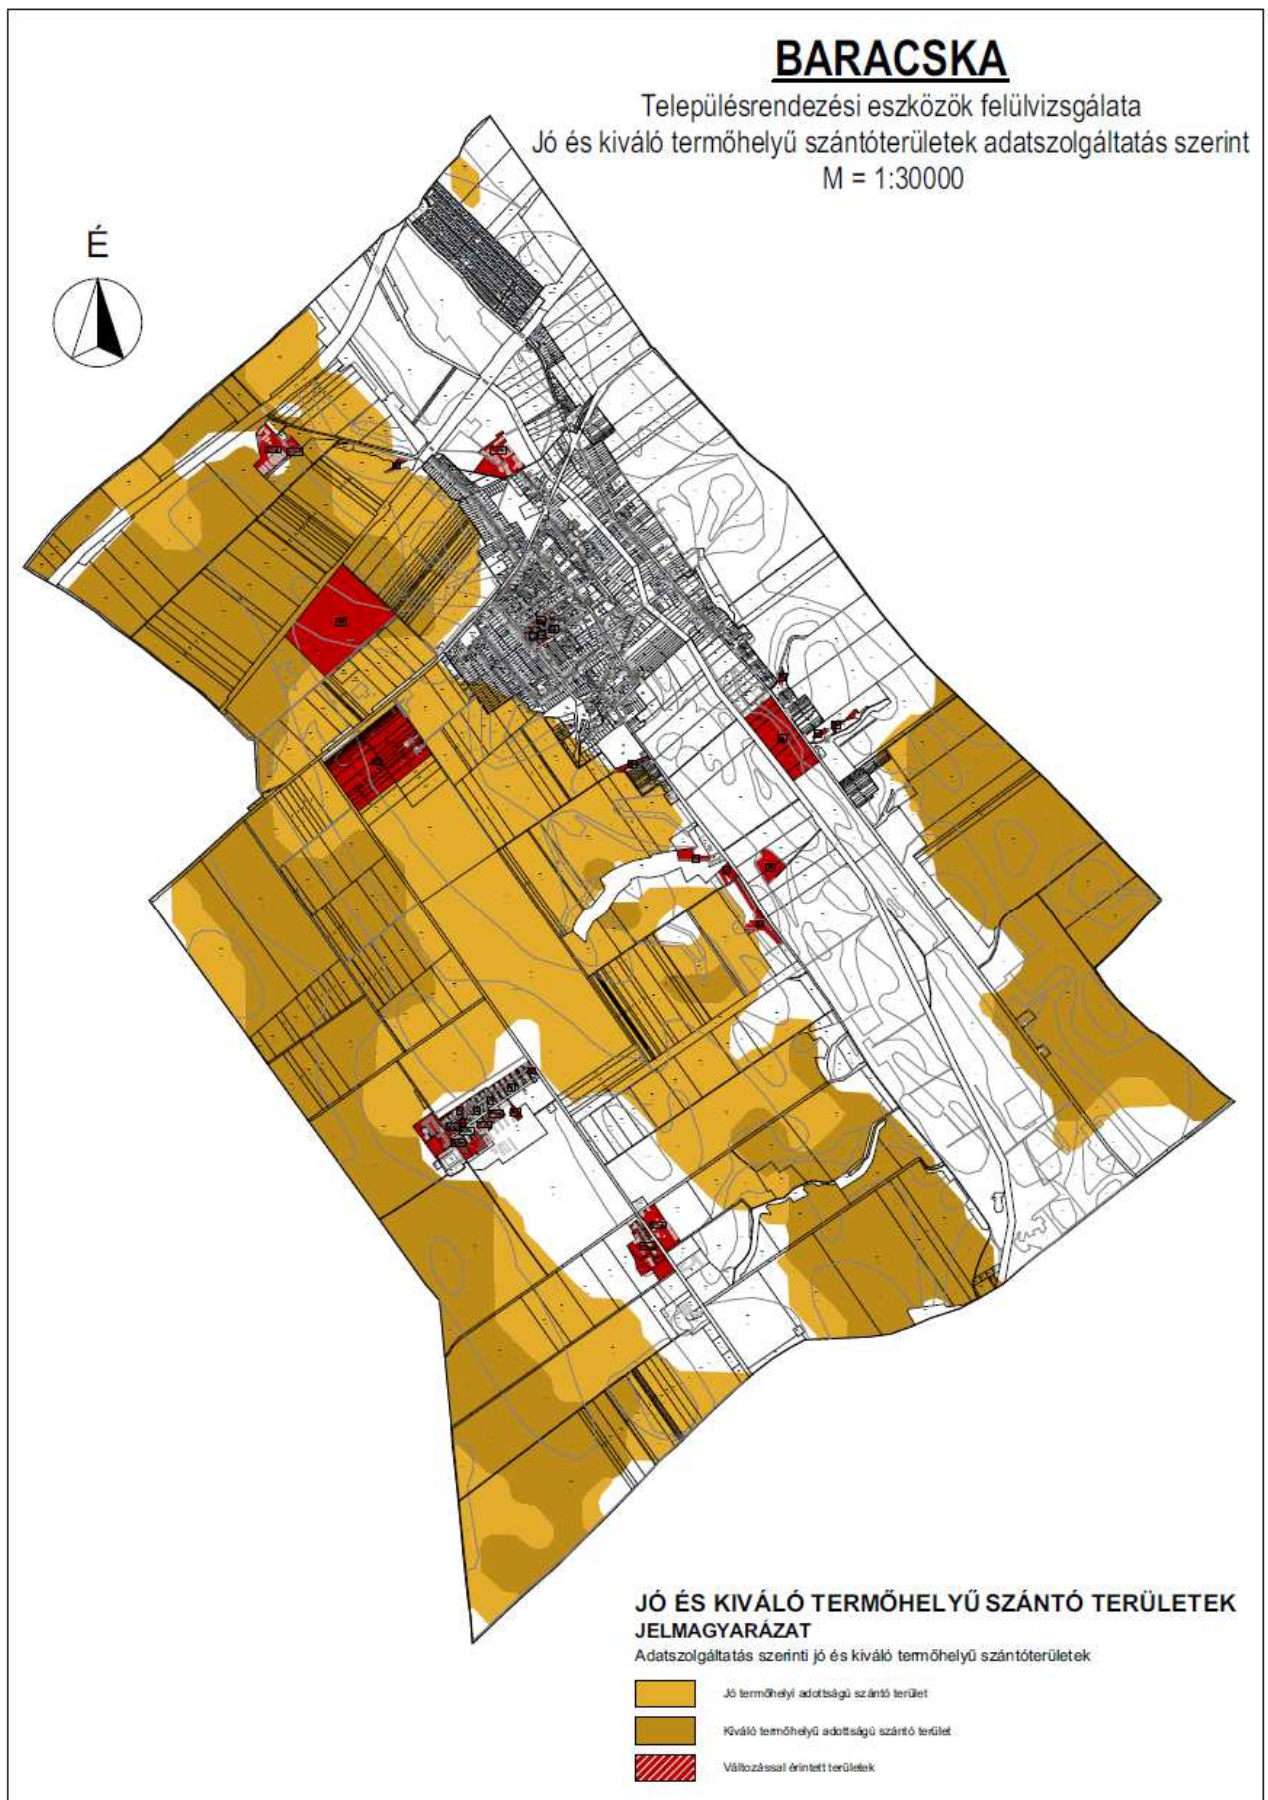 BARACSKA
Településrendezési eszközök felülvizsgálata
Jó és kiváló termőhelyű szántóterületek adatszolgáltatás szerint
M = 1:30000
É
JÓ ÉS KIVÁLÓ TERMŐHELYŰ SZÁNTÓ TERÜLETEK
JELMAGYARÁZAT
Adatszolgáltatás szerinti jó és kiváló termőhelyű szántóterületek
Jó termőhelyi adottságú szántó terület
Kiváló termőhelyű adottságú szántó terület
Változással érintett területek